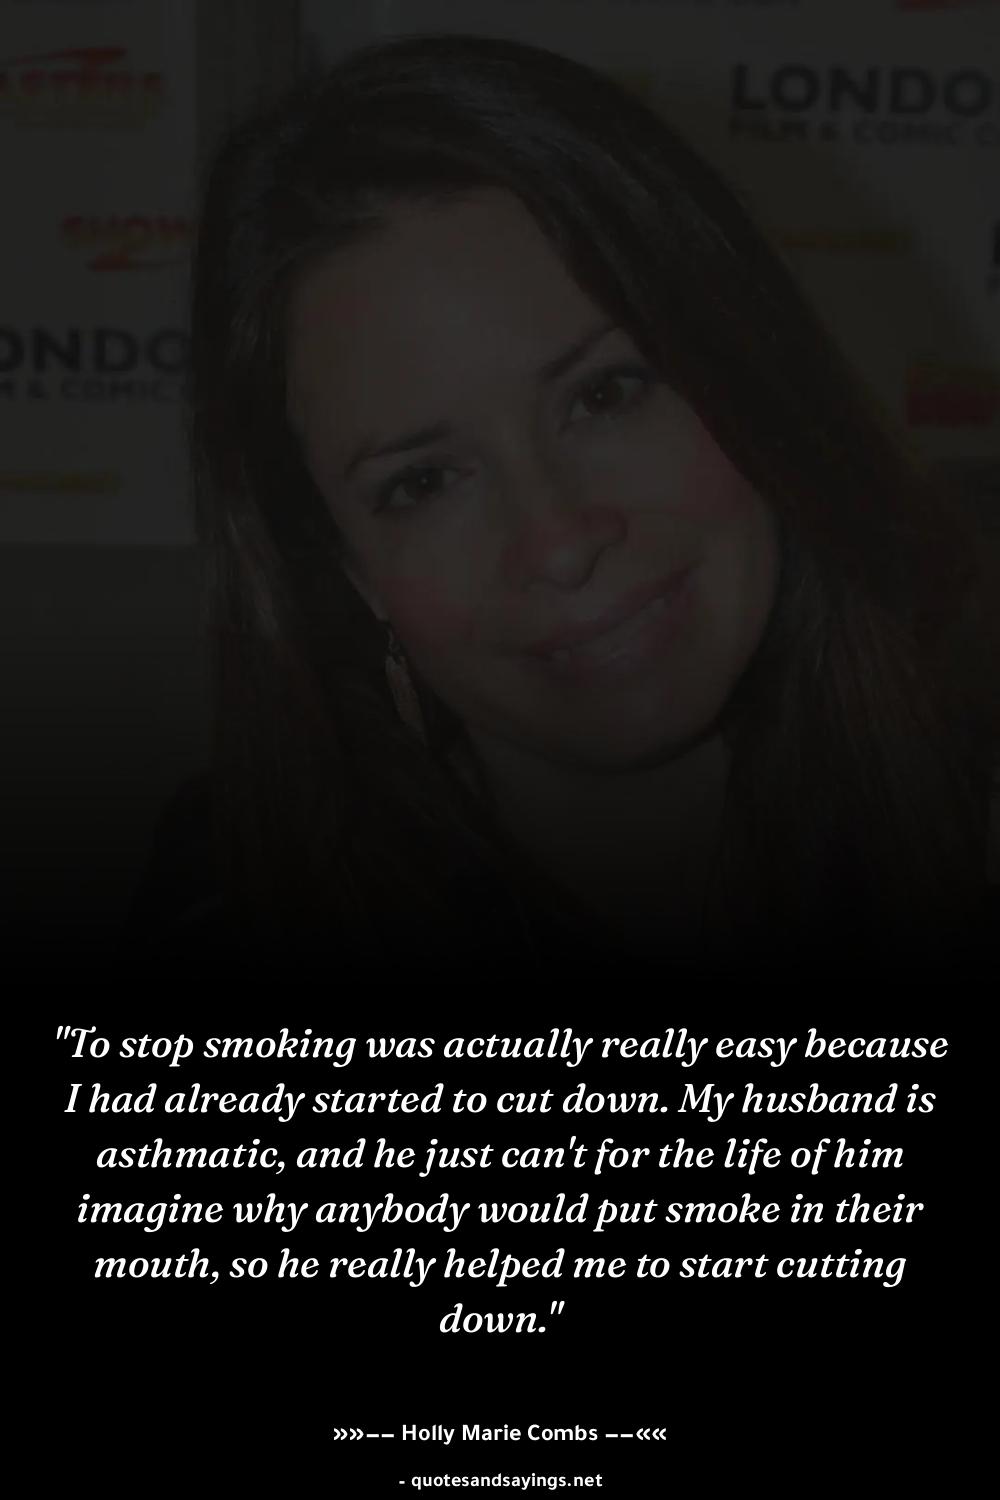 LONDO
FILM & COMIC C
SHOW
ONDO
M & COMIC
"To stop smoking was actually really easy because
I had already started to cut down. My husband is
asthmatic, and he just can't for the life of him
imagine why anybody would put smoke in their
mouth, so he really helped me to start cutting
down."
»»–– Holly Marie Combs ––««
- quotesandsayings.net